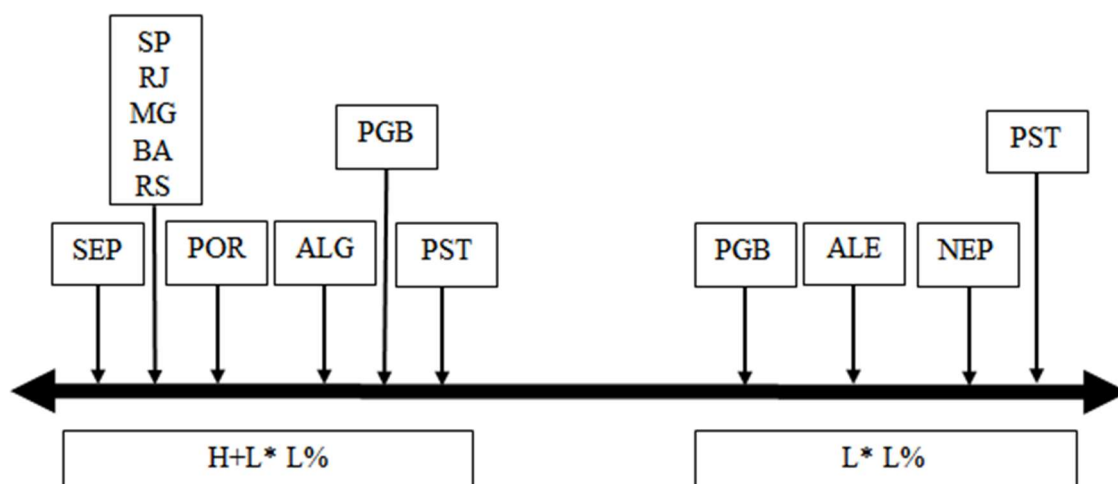 SP
RJ
MG
BA
RS
PGB
PST
SEP
POR
ALG
PST
PGB
ALE
NEP
H+L* L%
L* L%